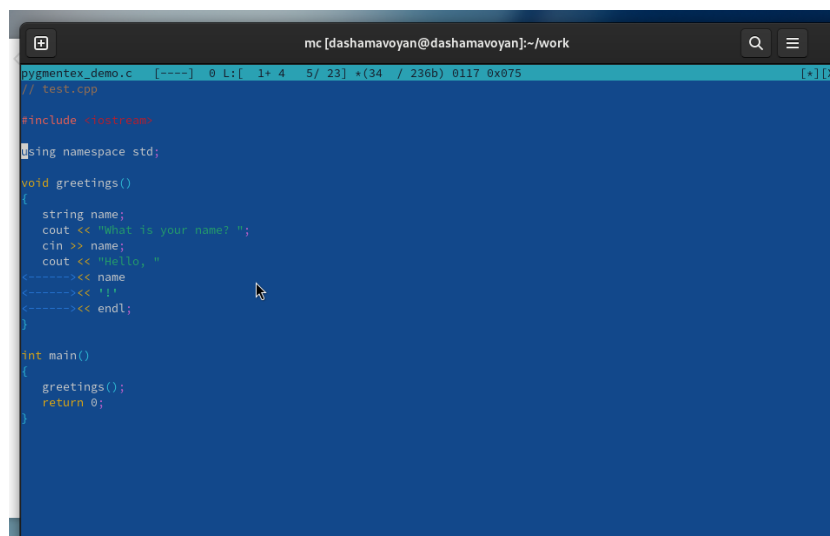 mc [dashamavoyan@dashamavoyan]:~/work
pygmentex_demo.c [----] 0 L:[ 1+ 4 5/ 23] *(34 / 236b) 0117 0x075 [*][X
// test.cpp
#include <iostream>
using namespace std;
void greetings()
{
string name;
cout << "What is your name? ";
cin >> name;
cout << "Hello, "
<------><< name
<------><< '!'
<------><< endl;
}
int main()
{
greetings();
return 0;
}